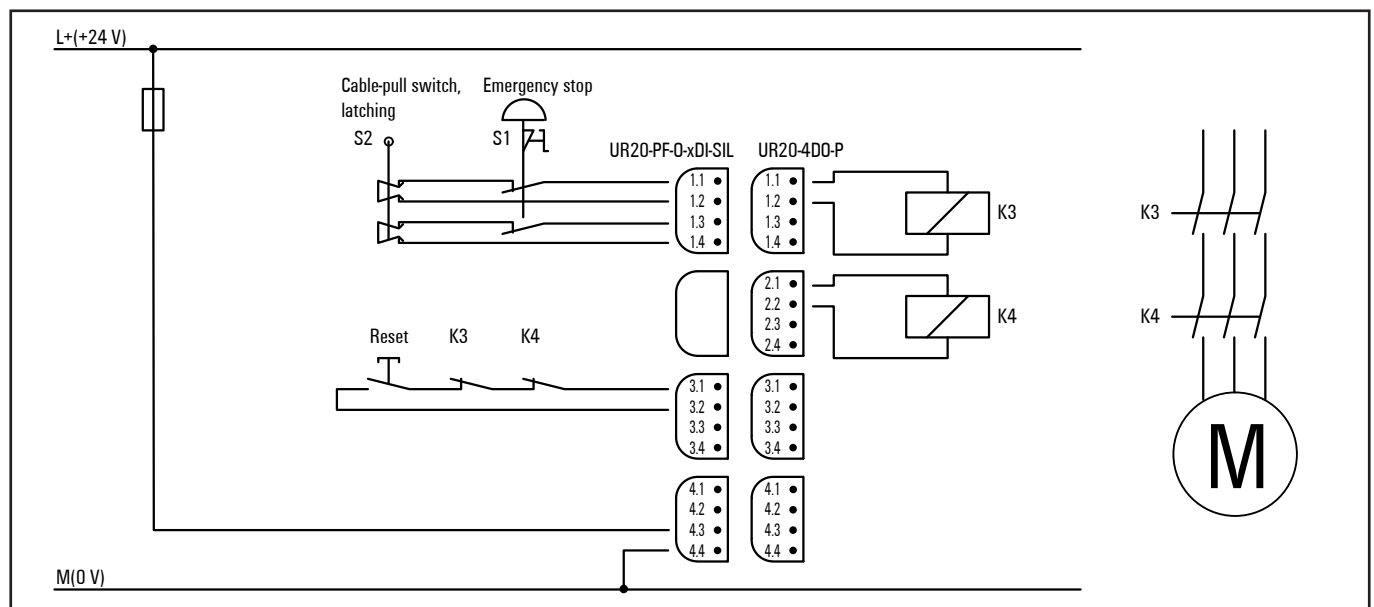 L+(+24 V)
Cable-pull switch,
latching
Emergency stop
S2
S1
UR20-PF-O-xDI-SIL
UR20-4DO-P
1.1
1.2
1.3
1.4
1.1
1.2
1.3
1.4
K3
K3
2.1
2.2
2.3
2.4
K4
K4
Reset
K3
K4
3.1
3.2
3.3
3.4
3.1
3.2
3.3
3.4
M
4.1
4.2
4.3
4.4
4.1
4.2
4.3
4.4
M(0 V)